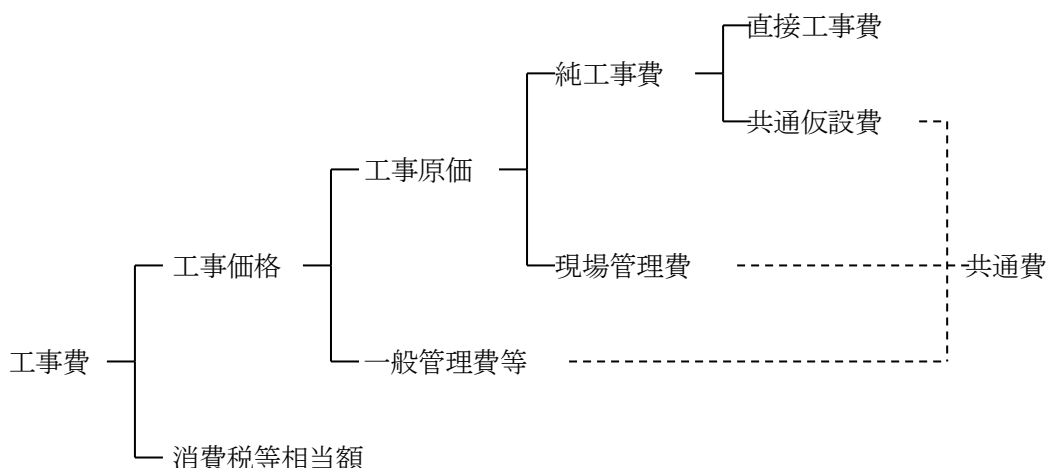 直接工事費
純工事費
共通仮設費
工事原価
工事価格
現場管理費
共通費
工事費
一般管理費等
消費税等相当額